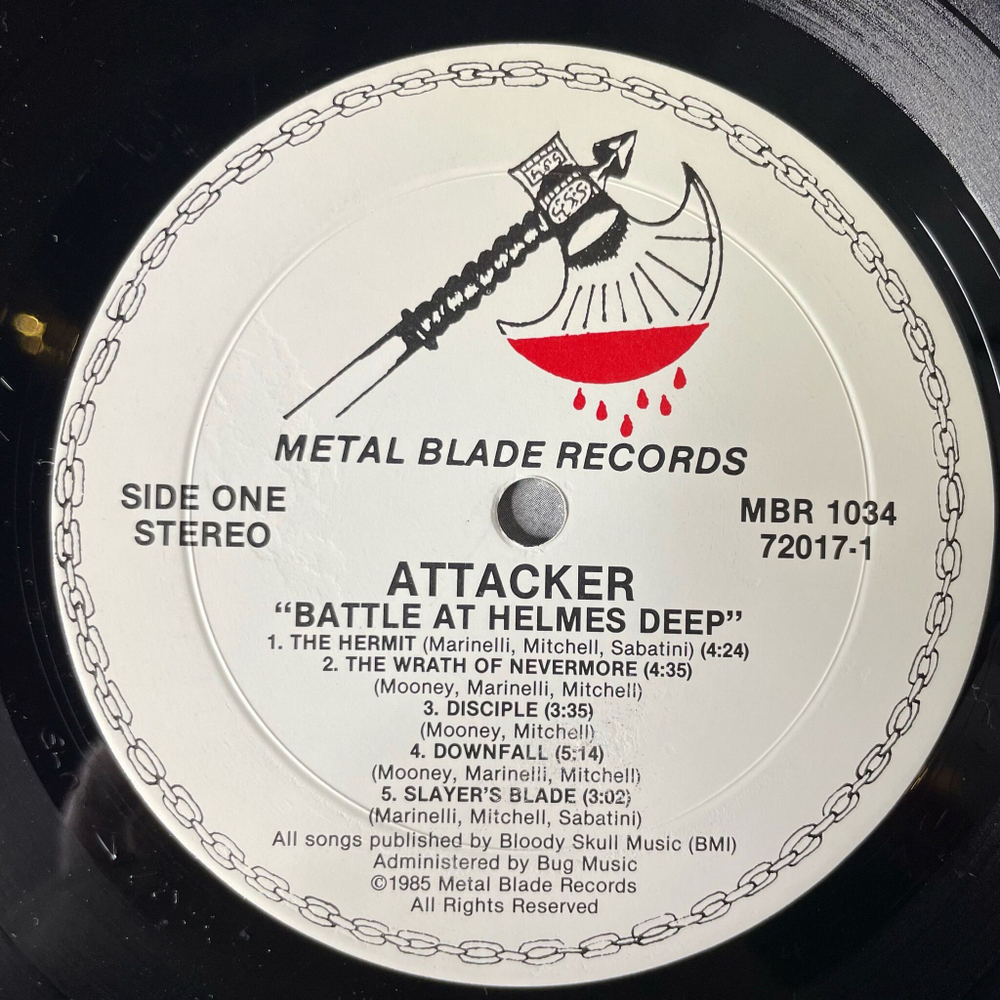 METAL BLADE RECORDS
SIDE ONE
STEREO
MBR 1034
72017-1
ATTACKER
“BATTLE AT HELMES DEEP”
1. THE HERMIT (Marinelli, Mitchell, Sabatini) (4:24)
2. THE WRATH OF NEVERMORE (4:35)
(Mooney, Marinelli, Mitchell)
3. DISCIPLE (3:35)
(Mooney, Mitchell)
4. DOWNFALL (5:14)
(Mooney, Marinelli, Mitchell)
5. SLAYER'S BLADE (3:02)
(Marinelli, Mitchell, Sabatini)
All songs published by Bloody Skull Music (BMI)
Administered by Bug Music
©1985 Metal Blade Records
All Rights Reserved